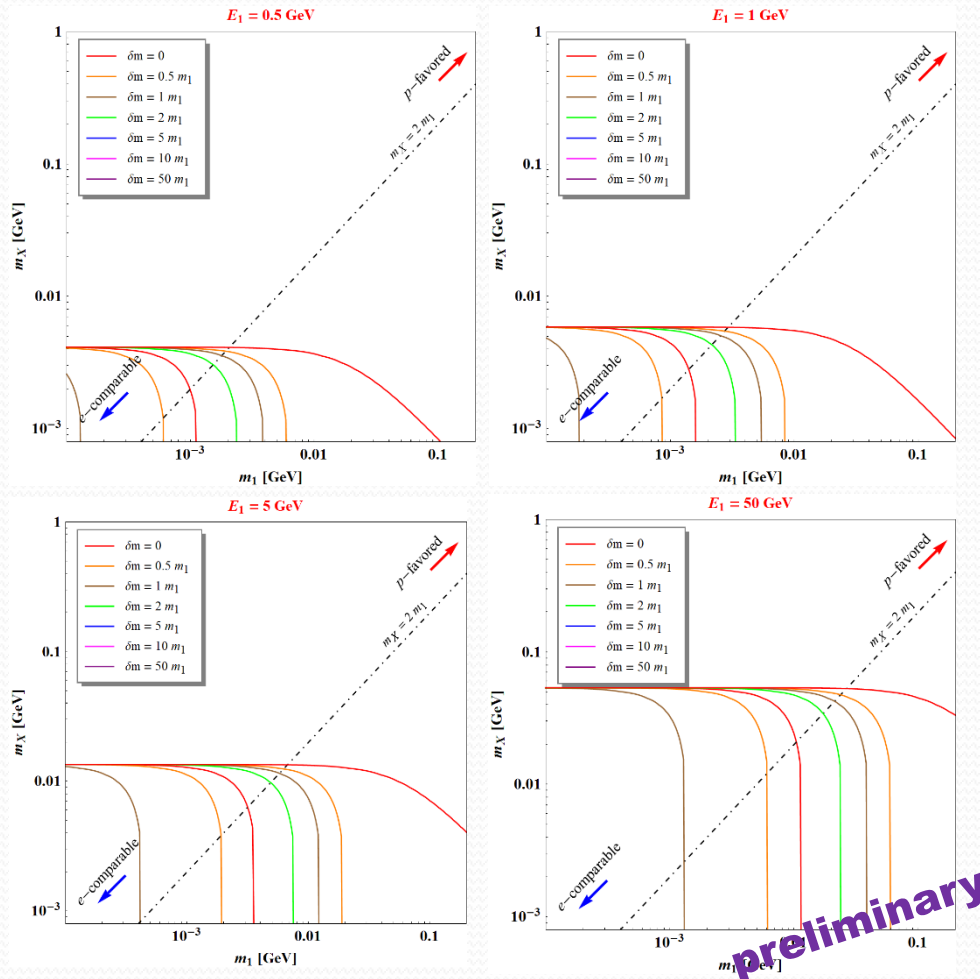 E1 = 0.5 GeV
1
0.1
0.01
10⁻³
mX [GeV]
δm = 0
δm = 0.5 m1
δm = 1 m1
δm = 2 m1
δm = 5 m1
δm = 10 m1
δm = 50 m1
p-favored
mX = 2 m1
e-comparable
10⁻³
0.01
0.1
m1 [GeV]
E1 = 1 GeV
1
0.1
0.01
10⁻³
mX [GeV]
δm = 0
δm = 0.5 m1
δm = 1 m1
δm = 2 m1
δm = 5 m1
δm = 10 m1
δm = 50 m1
p-favored
mX = 2 m1
e-comparable
10⁻³
0.01
0.1
m1 [GeV]
E1 = 5 GeV
1
0.1
0.01
10⁻³
mX [GeV]
δm = 0
δm = 0.5 m1
δm = 1 m1
δm = 2 m1
δm = 5 m1
δm = 10 m1
δm = 50 m1
p-favored
mX = 2 m1
e-comparable
10⁻³
0.01
0.1
m1 [GeV]
E1 = 50 GeV
1
0.1
0.01
10⁻³
mX [GeV]
δm = 0
δm = 0.5 m1
δm = 1 m1
δm = 2 m1
δm = 5 m1
δm = 10 m1
δm = 50 m1
p-favored
mX = 2 m1
e-comparable
10⁻³
0.1
m1 [GeV]
preliminary